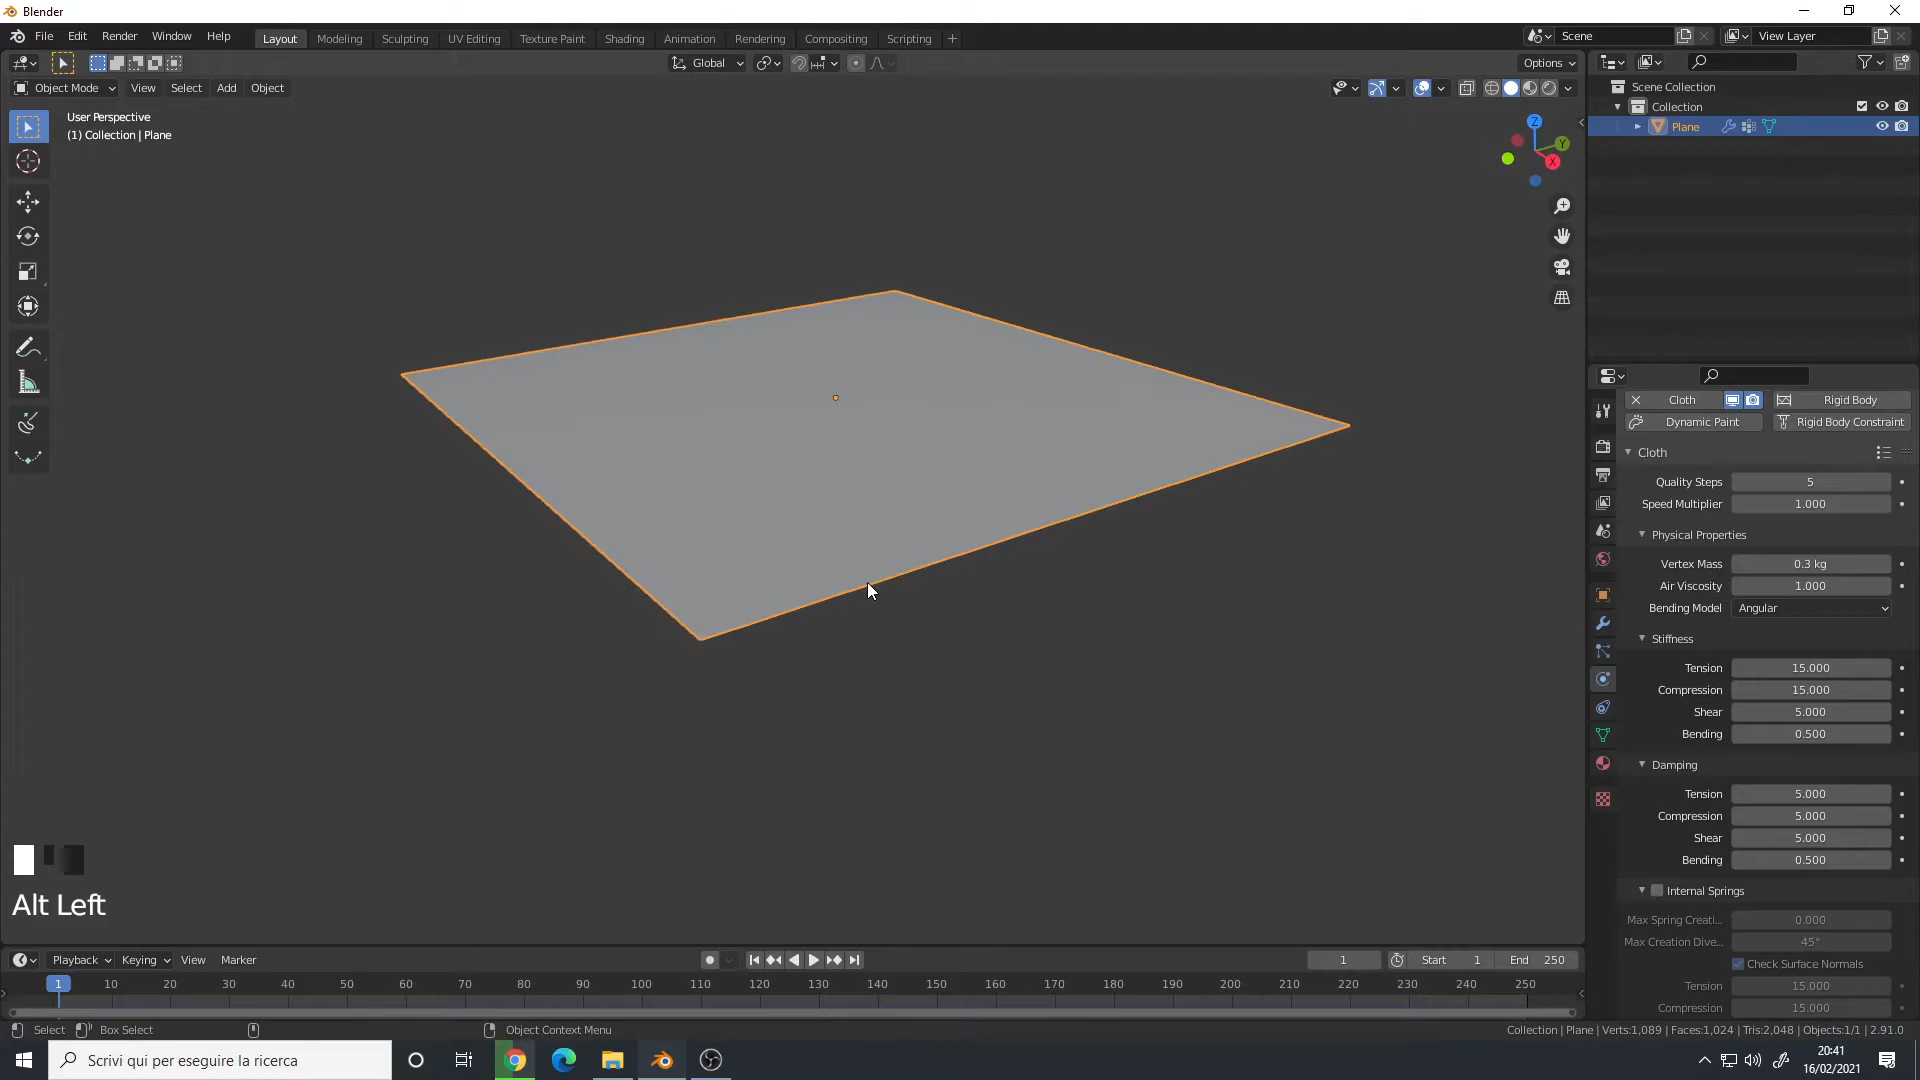 Blender
File Edit Render Window Help Layout Modeling Sculpting UV Editing Texture Paint Shading Animation Rendering Compositing Scripting Scene View Layer
Global Options
Object Mode View Select Add Object
User Perspective
(1) Collection | Plane
Z
Y
X
Scene Collection
Collection
Plane
Cloth Rigid Body
Dynamic Paint Rigid Body Constraint
Cloth
Quality Steps 5
Speed Multiplier 1.000
Physical Properties
Vertex Mass 0.3 kg
Air Viscosity 1.000
Bending Model Angular
Stiffness
Tension 15.000
Compression 15.000
Shear 5.000
Bending 0.500
Damping
Tension 5.000
Compression 5.000
Shear 5.000
Bending 0.500
Internal Springs
Max Spring Creati... 0.000
Max Creation Dive... 45°
Check Surface Normals
Tension 15.000
Compression 15.000
Alt Left
Playback Keying View Marker 1 Start 1 End 250
1 10 20 30 40 50 60 70 80 90 100 110 120 130 140 150 160 170 180 190 200 210 220 230 240 250
Select Box Select Object Context Menu Collection | Plane | Verts:1,089 | Faces:1,024 | Tris:2,048 | Objects:1/1 | 2.91.0
Scrivi qui per eseguire la ricerca
20:41
16/02/2021